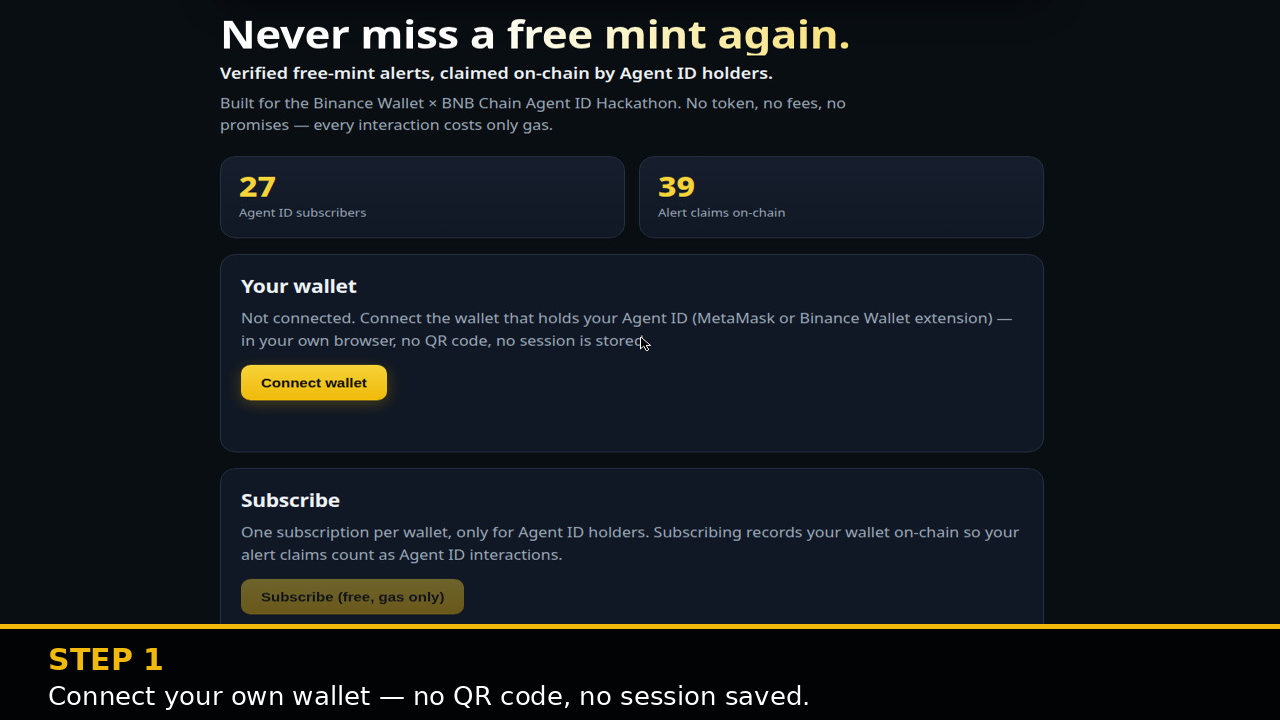 Never miss a free mint again.
Verified free-mint alerts, claimed on-chain by Agent ID holders.
Built for the Binance Wallet × BNB Chain Agent ID Hackathon. No token, no fees, no
promises — every interaction costs only gas.
27
Agent ID subscribers
39
Alert claims on-chain
Your wallet
Not connected. Connect the wallet that holds your Agent ID (MetaMask or Binance Wallet extension) —
in your own browser, no QR code, no session is stored.
Connect wallet
Subscribe
One subscription per wallet, only for Agent ID holders. Subscribing records your wallet on-chain so your
alert claims count as Agent ID interactions.
Subscribe (free, gas only)
STEP 1
Connect your own wallet — no QR code, no session saved.